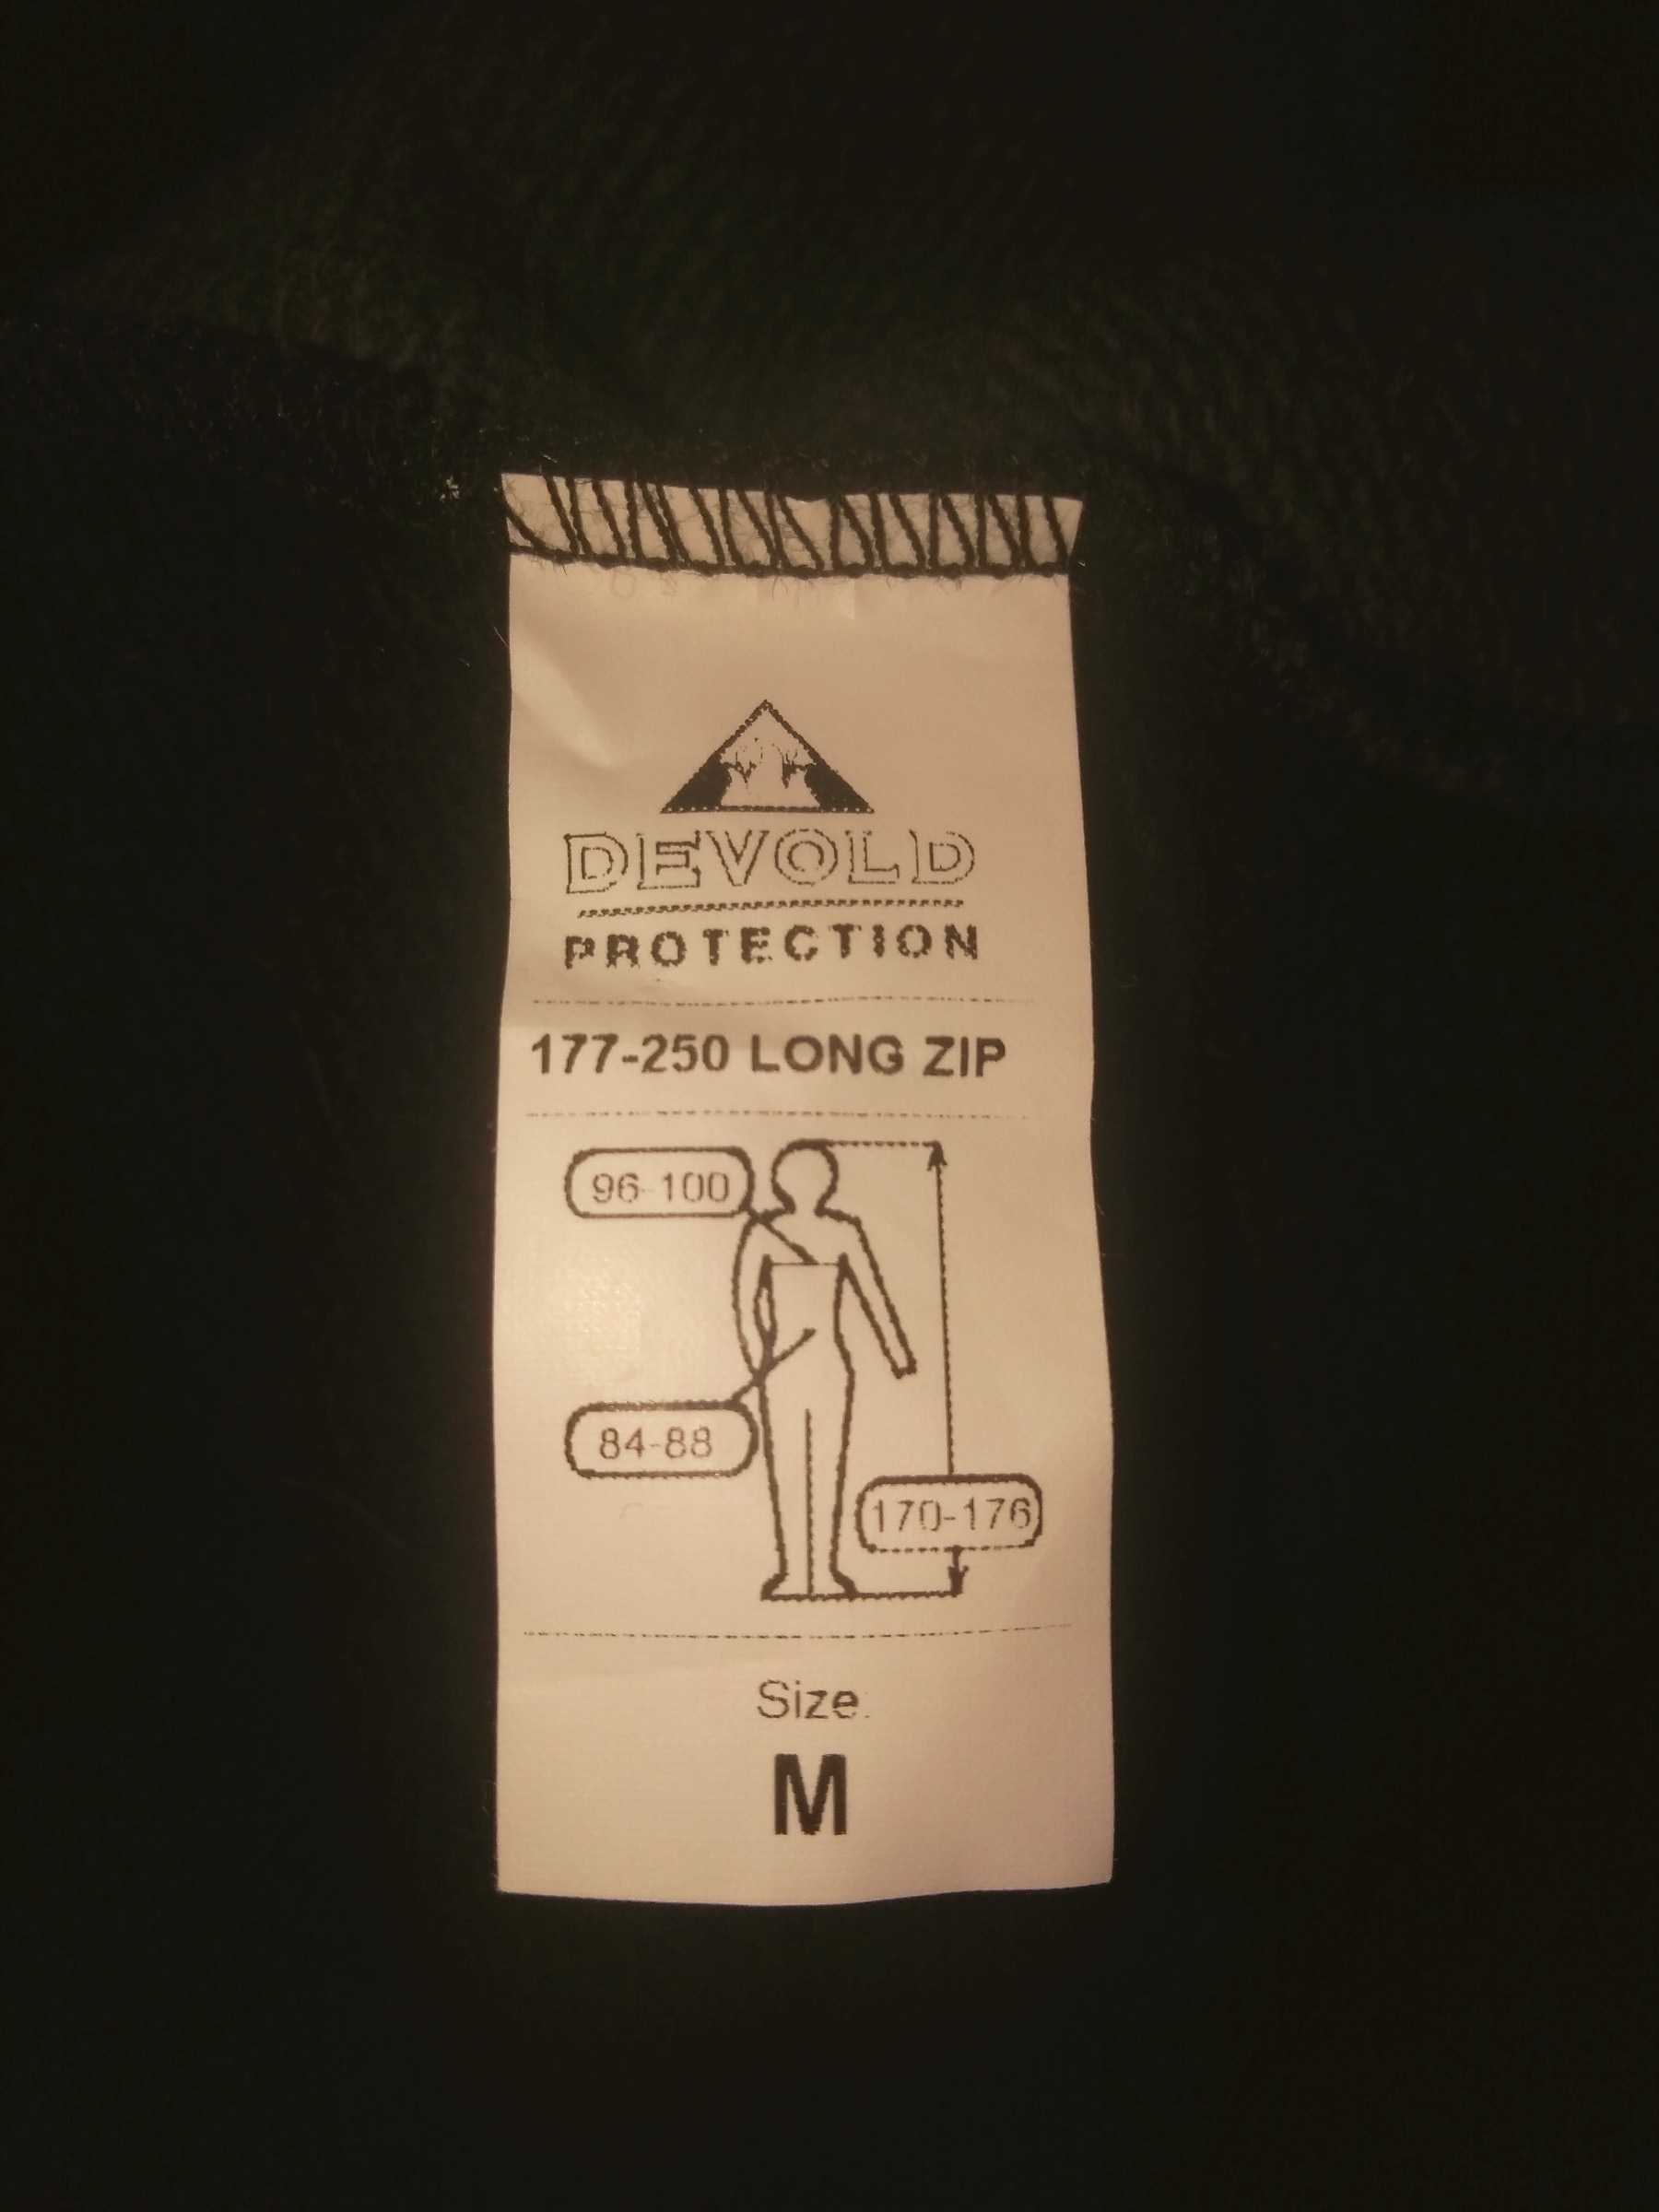 DEVOLD
PROTECTION
177-250 LONG ZIP
96-100
84-88
170-176
Size:
M